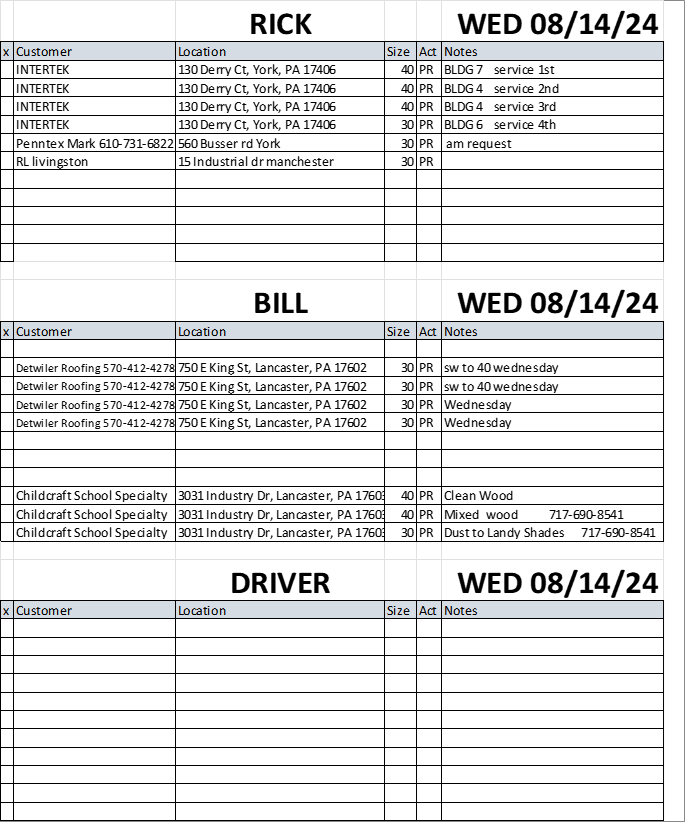 RICK WED 08/14/24
x Customer Location Size Act Notes
INTERTEK 130 Derry Ct, York, PA 17406 40 PR BLDG 7 service 1st
INTERTEK 130 Derry Ct, York, PA 17406 40 PR BLDG 4 service 2nd
INTERTEK 130 Derry Ct, York, PA 17406 40 PR BLDG 4 service 3rd
INTERTEK 130 Derry Ct, York, PA 17406 30 PR BLDG 6 service 4th
Penntex Mark 610-731-6822 560 Busser rd York 30 PR am request
RL livingston 15 Industrial dr manchester 30 PR
BILL WED 08/14/24
x Customer Location Size Act Notes
Detwiler Roofing 570-412-4278 750 E King St, Lancaster, PA 17602 30 PR sw to 40 wednesday
Detwiler Roofing 570-412-4278 750 E King St, Lancaster, PA 17602 30 PR sw to 40 wednesday
Detwiler Roofing 570-412-4278 750 E King St, Lancaster, PA 17602 30 PR Wednesday
Detwiler Roofing 570-412-4278 750 E King St, Lancaster, PA 17602 30 PR Wednesday
Childcraft School Specialty 3031 Industry Dr, Lancaster, PA 17603 40 PR Clean Wood
Childcraft School Specialty 3031 Industry Dr, Lancaster, PA 17603 40 PR Mixed wood 717-690-8541
Childcraft School Specialty 3031 Industry Dr, Lancaster, PA 17603 30 PR Dust to Landy Shades 717-690-8541
DRIVER WED 08/14/24
x Customer Location Size Act Notes